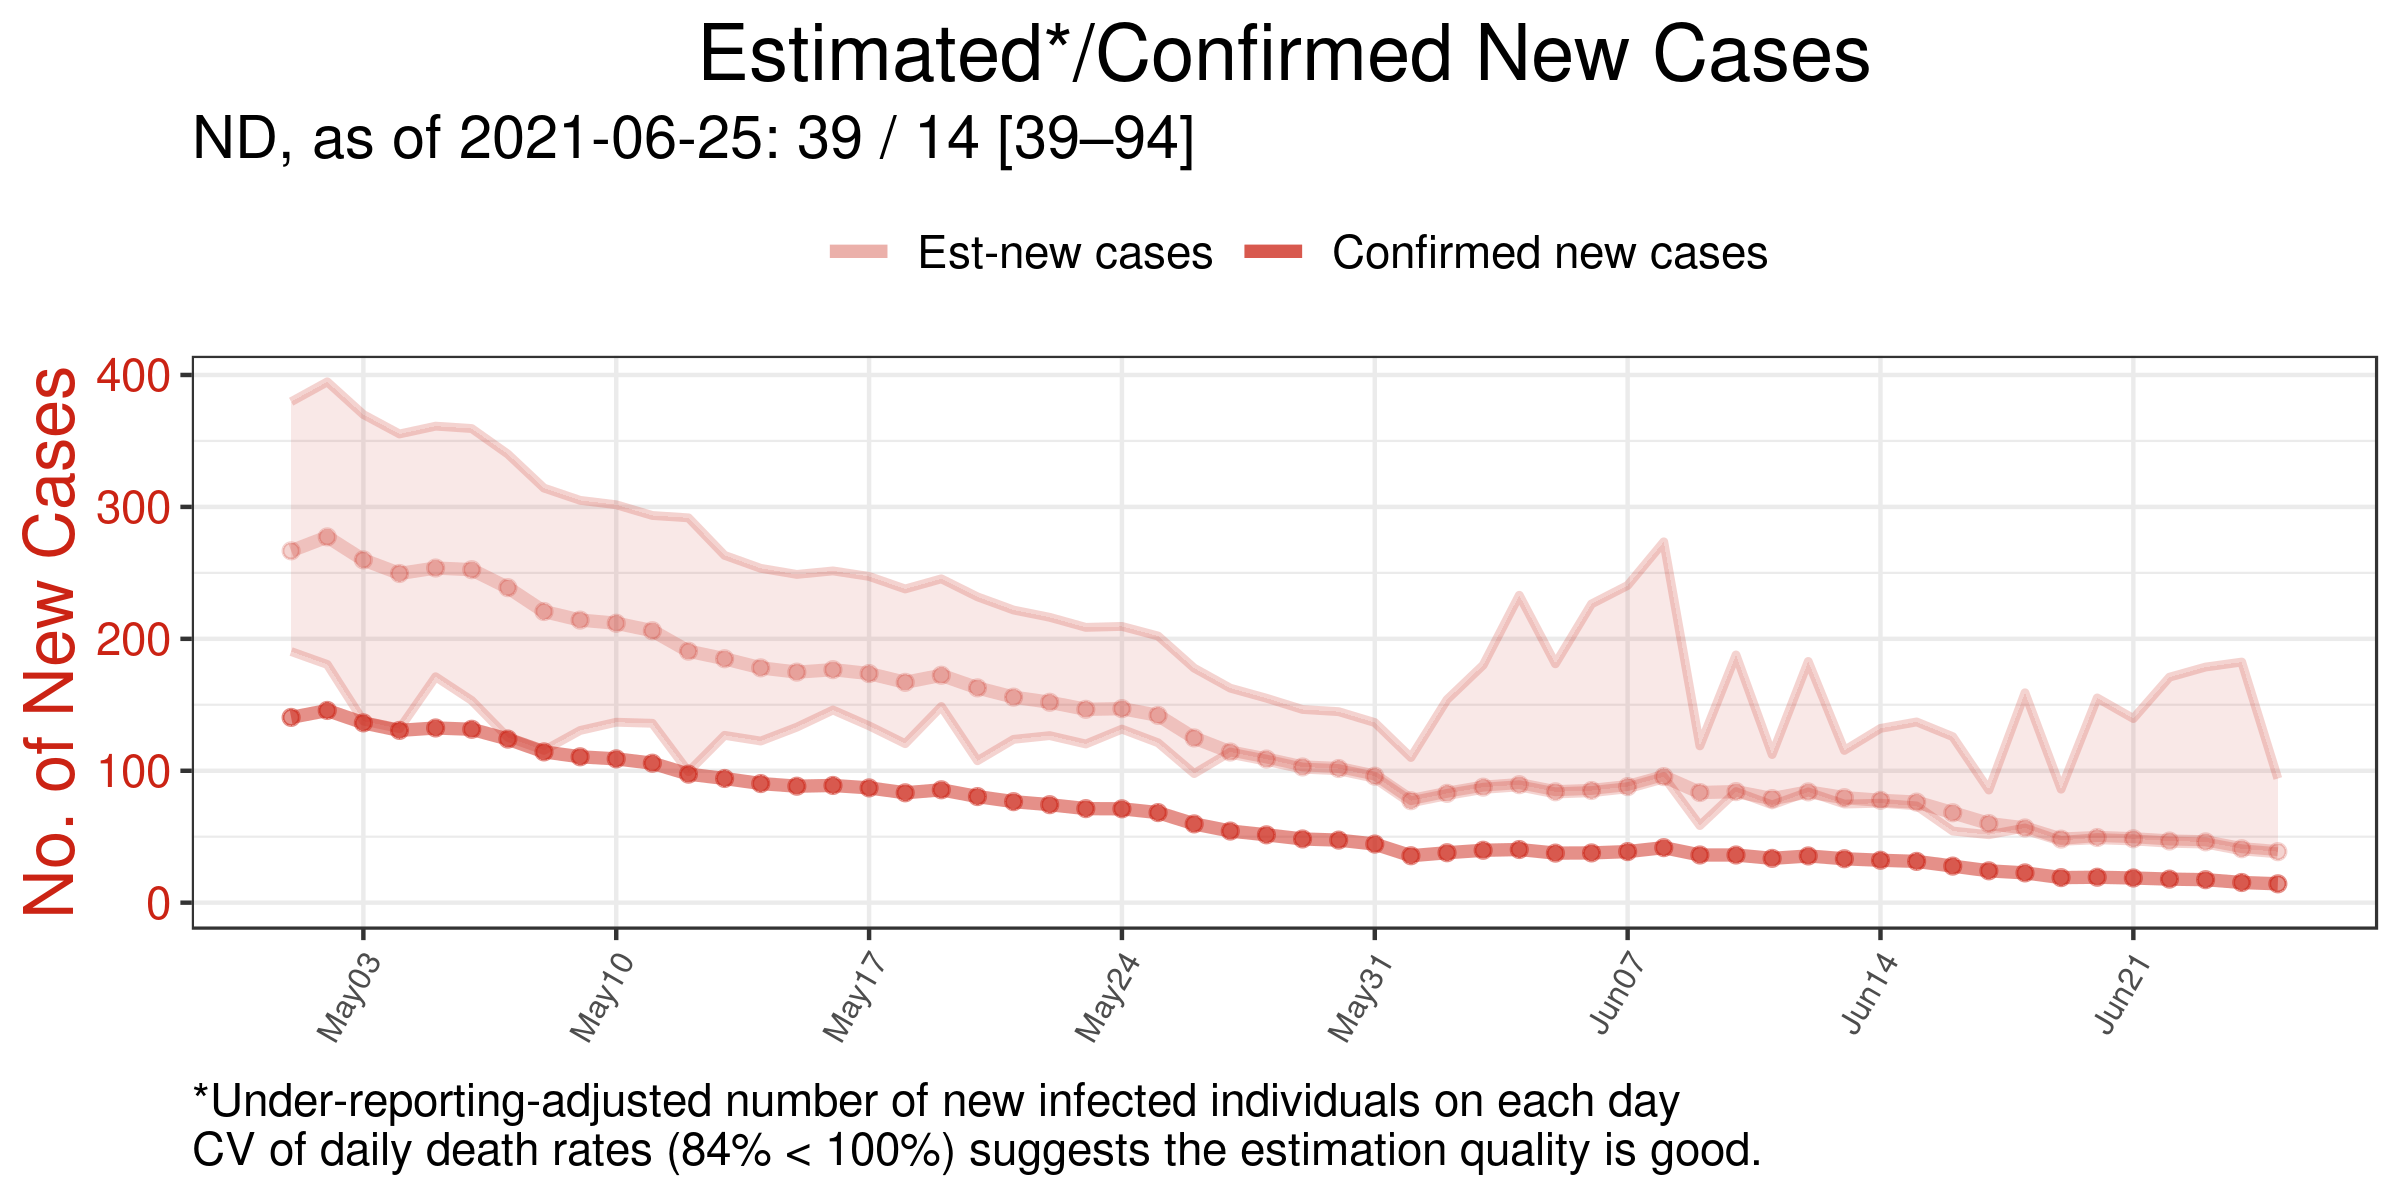 Estimated*/Confirmed New Cases
ND, as of 2021-06-25: 39 / 14 [39–94]
Est-new cases Confirmed new cases
No. of New Cases
400
300
200
100
0
May03 May10 May17 May24 May31 Jun07 Jun14 Jun21
*Under-reporting-adjusted number of new infected individuals on each day
CV of daily death rates (84% < 100%) suggests the estimation quality is good.